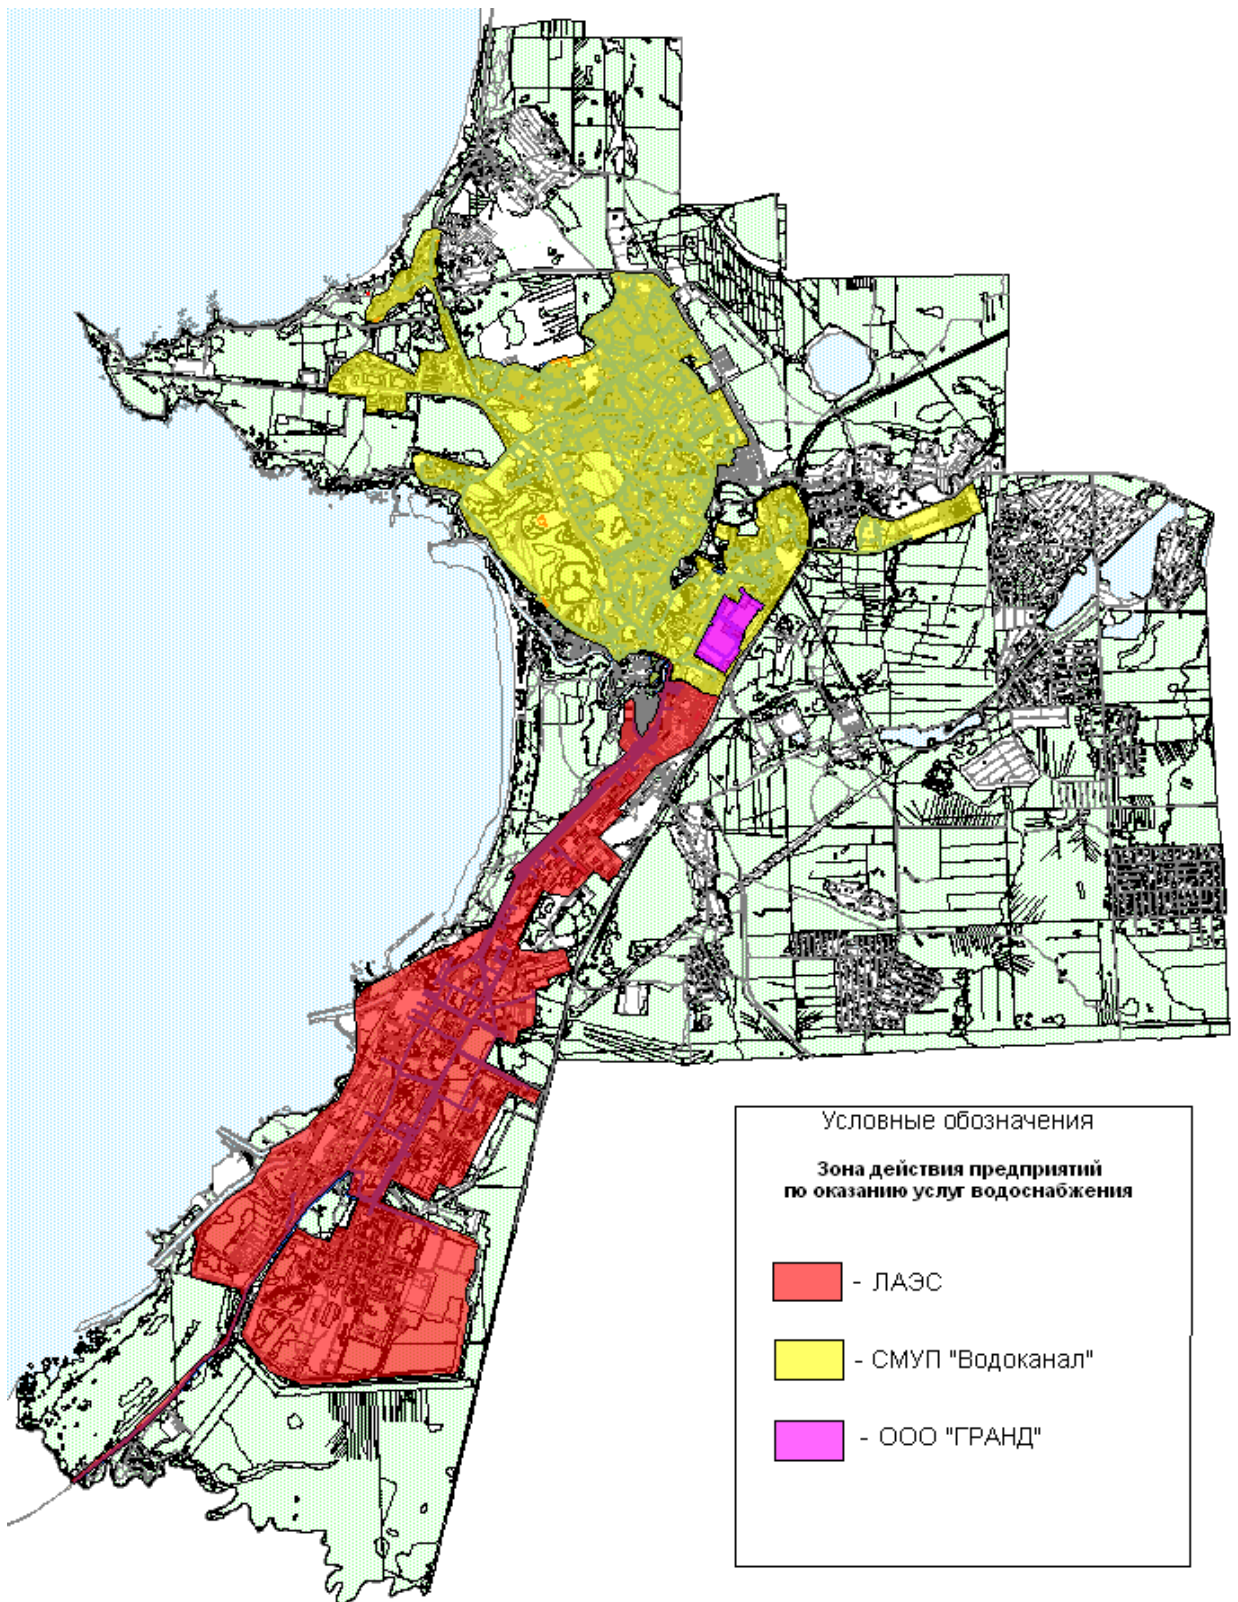 Условные обозначения
Зона действия предприятий
по оказанию услуг водоснабжения
- ЛАЭС
- СМУП "Водоканал"
- ООО "ГРАНД"